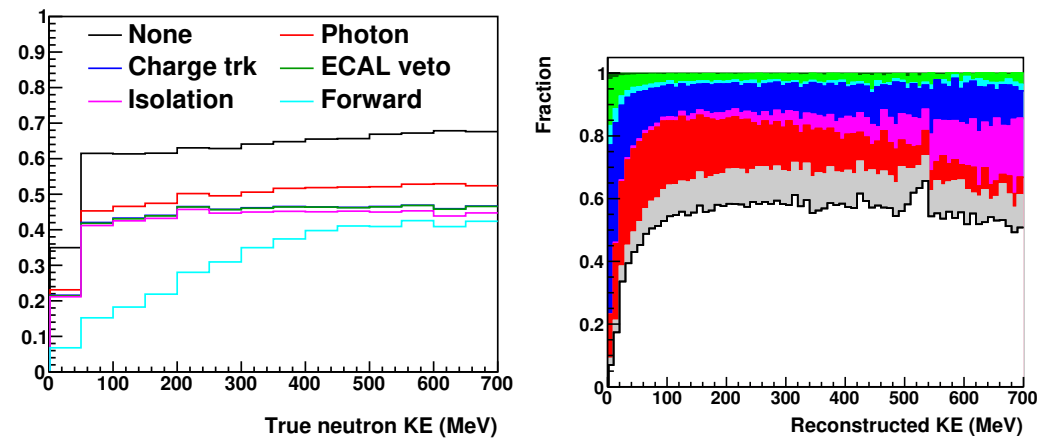 None
Photon
Charge trk
ECAL veto
Isolation
Forward
1
0.9
0.8
0.7
0.6
0.5
0.4
0.3
0.2
0.1
0
0 100 200 300 400 500 600 700
True neutron KE (MeV)
Fraction
1
0.8
0.6
0.4
0.2
0
0 100 200 300 400 500 600 700
Reconstructed KE (MeV)